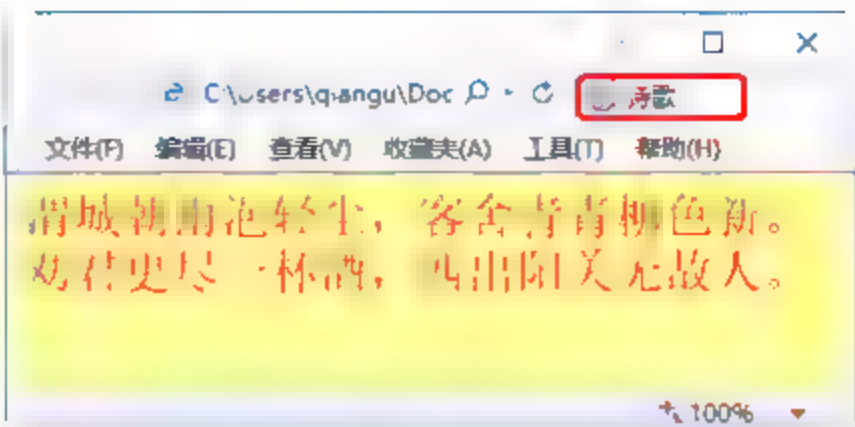 C:\Users\qiangu\Doc 诗歌
文件(F) 编辑(E) 查看(V) 收藏夹(A) 工具(T) 帮助(H)
渭城朝雨浥轻尘，客舍青青柳色新。
劝君更尽一杯酒，西出阳关无故人。
100%